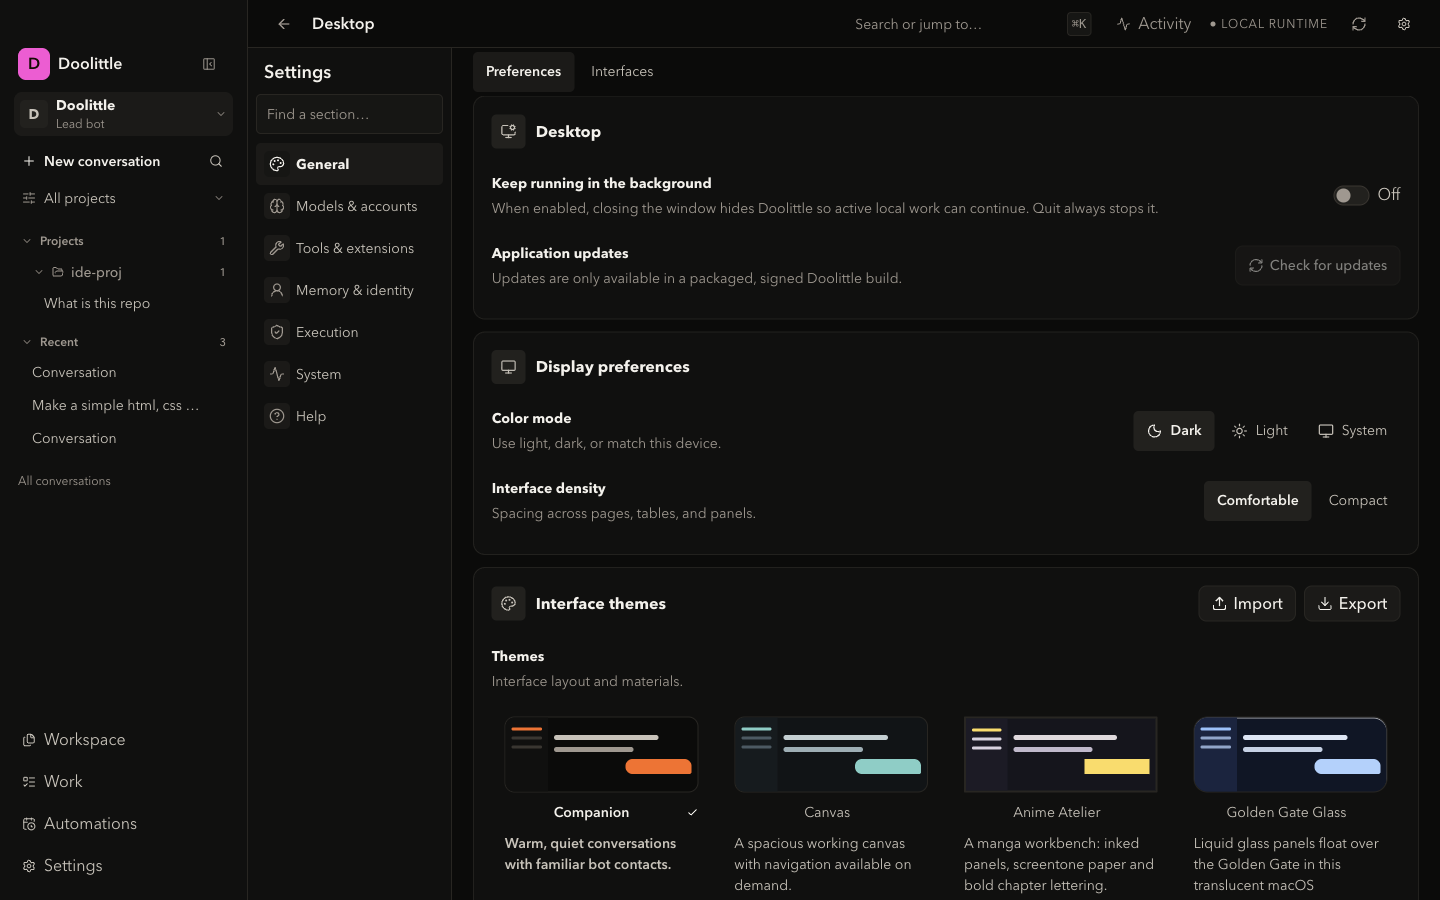 Desktop
Search or jump to…
⌘K
Activity
LOCAL RUNTIME
D
Doolittle
D
Doolittle
Lead bot
New conversation
All projects
Projects
1
ide-proj
1
What is this repo
Recent
3
Conversation
Make a simple html, css …
Conversation
All conversations
Workspace
Work
Automations
Settings
Settings
Find a section…
General
Models & accounts
Tools & extensions
Memory & identity
Execution
System
Help
Preferences
Interfaces
Desktop
Keep running in the background
When enabled, closing the window hides Doolittle so active local work can continue. Quit always stops it.
Off
Application updates
Updates are only available in a packaged, signed Doolittle build.
Check for updates
Display preferences
Color mode
Use light, dark, or match this device.
Dark
Light
System
Interface density
Spacing across pages, tables, and panels.
Comfortable
Compact
Interface themes
Import
Export
Themes
Interface layout and materials.
Companion
Warm, quiet conversations
with familiar bot contacts.
Canvas
A spacious working canvas
with navigation available on
demand.
Anime Atelier
A manga workbench: inked
panels, screentone paper and
bold chapter lettering.
Golden Gate Glass
Liquid glass panels float over
the Golden Gate in this
translucent macOS